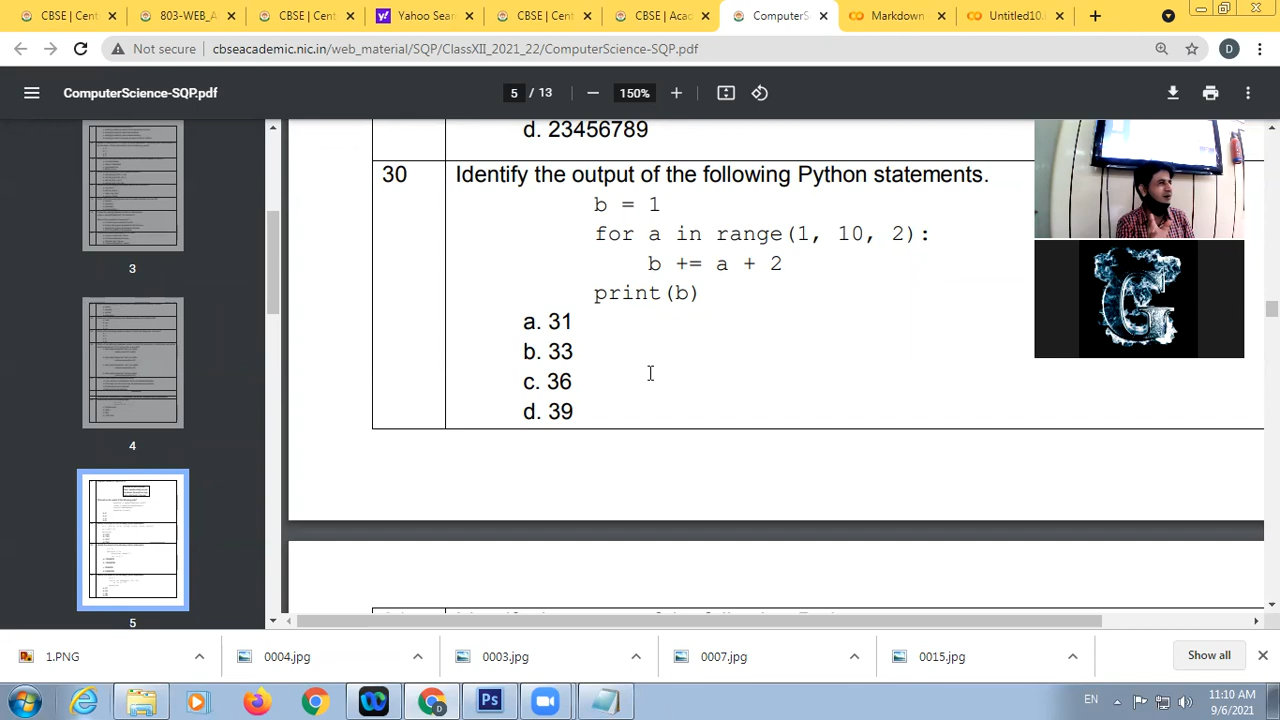 CBSE | Cent
803-WEB_A
CBSE | Cent
Yahoo Sear
CBSE | Cent
CBSE | Acad
ComputerS
Markdown
Untitled10.i
Not secure
cbseacademic.nic.in/web_material/SQP/ClassXII_2021_22/ComputerScience-SQP.pdf
D
ComputerScience-SQP.pdf
5 / 13
150%
3
4
5
d. 23456789
30 Identify the output of the following Python statements.
b = 1
for a in range(1, 10, 2):
b += a + 2
print(b)
a. 31
b. 33
c. 36
d. 39
G
1.PNG
0004.jpg
0003.jpg
0007.jpg
0015.jpg
Show all
D
Ps
EN
11:10 AM
9/6/2021